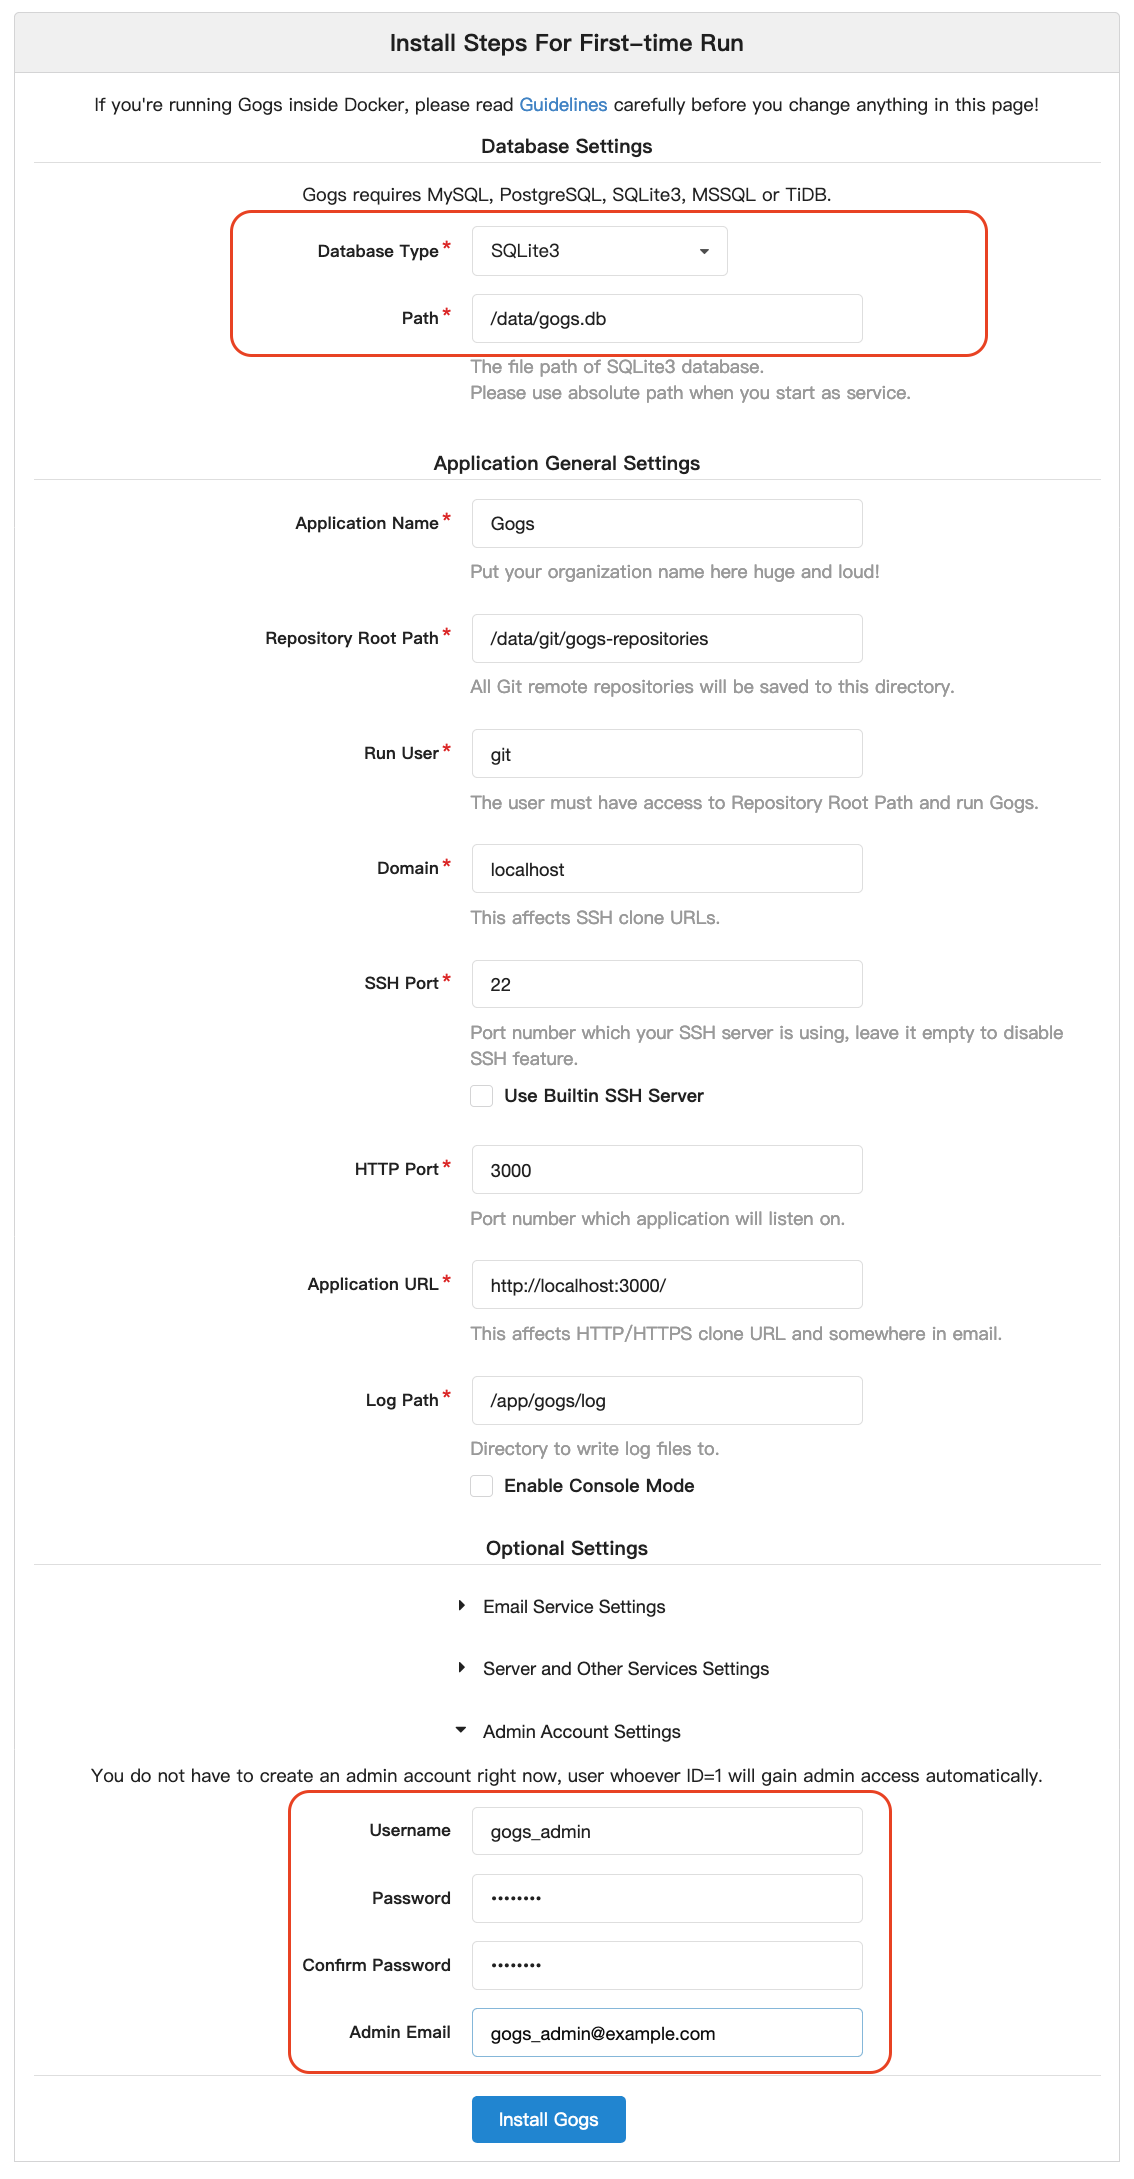 Install Steps For First-time Run
If you're running Gogs inside Docker, please read Guidelines carefully before you change anything in this page!
Database Settings
Gogs requires MySQL, PostgreSQL, SQLite3, MSSQL or TiDB.
Database Type* SQLite3
Path* /data/gogs.db
The file path of SQLite3 database.
Please use absolute path when you start as service.
Application General Settings
Application Name* Gogs
Put your organization name here huge and loud!
Repository Root Path* /data/git/gogs-repositories
All Git remote repositories will be saved to this directory.
Run User* git
The user must have access to Repository Root Path and run Gogs.
Domain* localhost
This affects SSH clone URLs.
SSH Port* 22
Port number which your SSH server is using, leave it empty to disable
SSH feature.
Use Builtin SSH Server
HTTP Port* 3000
Port number which application will listen on.
Application URL* http://localhost:3000/
This affects HTTP/HTTPS clone URL and somewhere in email.
Log Path* /app/gogs/log
Directory to write log files to.
Enable Console Mode
Optional Settings
Email Service Settings
Server and Other Services Settings
Admin Account Settings
You do not have to create an admin account right now, user whoever ID=1 will gain admin access automatically.
Username gogs_admin
Password ••••••••
Confirm Password ••••••••
Admin Email gogs_admin@example.com
Install Gogs